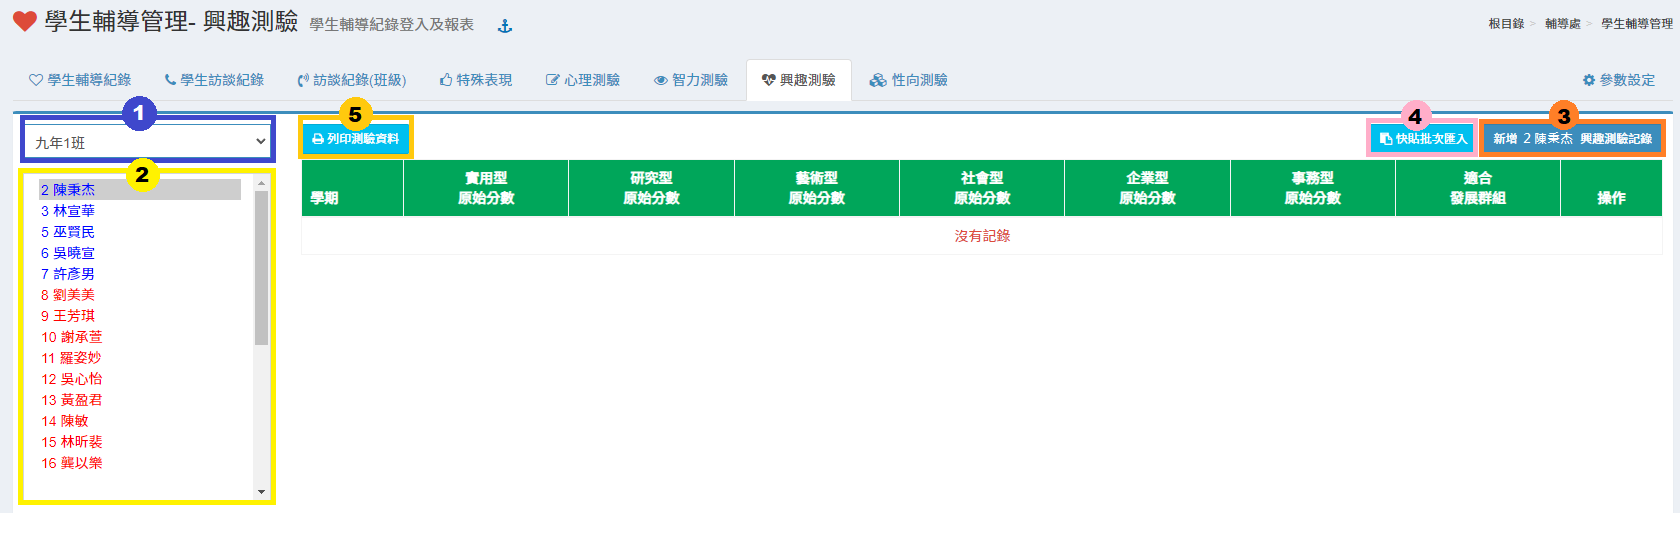 學生輔導管理- 興趣測驗 學生輔導紀錄登入及報表
根目錄 > 輔導處 > 學生輔導管理
學生輔導紀錄 學生訪談紀錄 訪談紀錄(班級) 特殊表現 心理測驗 智力測驗 興趣測驗 性向測驗 參數設定
1
九年1班
2
2 陳秉杰
3 林宣華
5 巫賢民
6 吳曉宣
7 許彥男
8 劉美美
9 王芳琪
10 謝承萱
11 羅姿妙
12 吳心怡
13 黃盈君
14 陳敏
15 林昕裴
16 龔以樂
5
列印測驗資料
4
快貼批次匯入
3
新增 2 陳秉杰 興趣測驗記錄
學期
實用型
原始分數
研究型
原始分數
藝術型
原始分數
社會型
原始分數
企業型
原始分數
事務型
原始分數
適合
發展群組
操作
沒有記錄